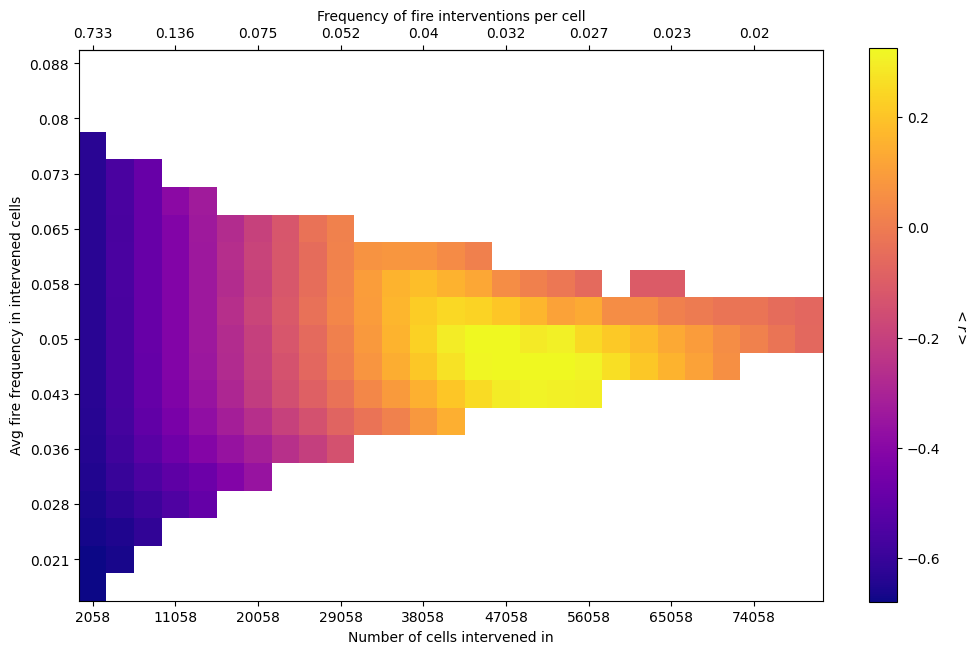 Frequency of fire interventions per cell
0.733 0.136 0.075 0.052 0.04 0.032 0.027 0.023 0.02
Avg fire frequency in intervened cells
0.088
0.08
0.073
0.065
0.058
0.05
0.043
0.036
0.028
0.021
2058 11058 20058 29058 38058 47058 56058 65058 74058
Number of cells intervened in
0.2
0.0
−0.2
−0.4
−0.6
< r >